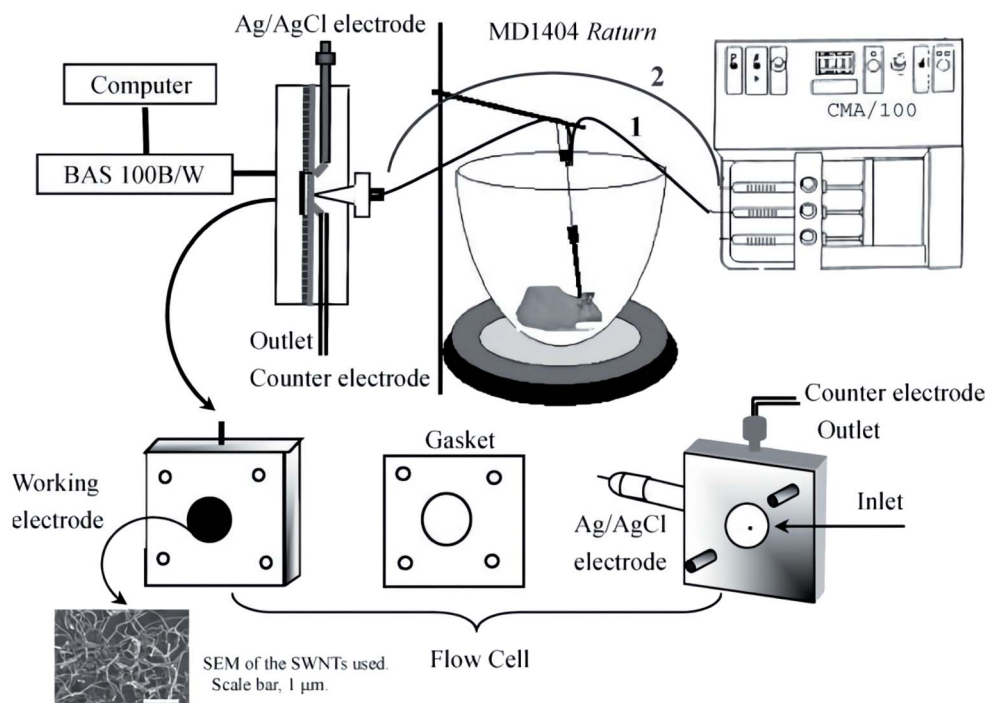 Ag/AgCl electrode
MD1404 Raturn
Computer
BAS 100B/W
2
1
CMA/100
Outlet
Counter electrode
Counter electrode
Outlet
Gasket
Working
electrode
Inlet
Ag/AgCl
electrode
Flow Cell
SEM of the SWNTs used.
Scale bar, 1 μm.